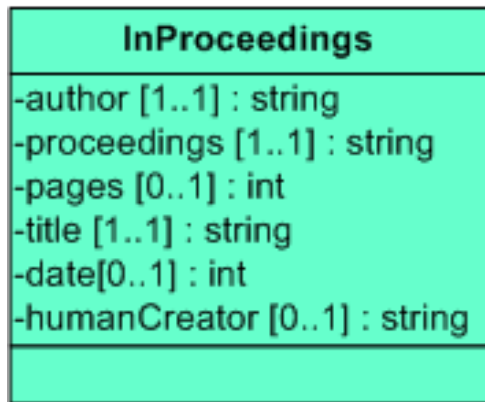 InProceedings
-author [1..1] : string
-proceedings [1..1] : string
-pages [0..1] : int
-title [1..1] : string
-date[0..1] : int
-humanCreator [0..1] : string